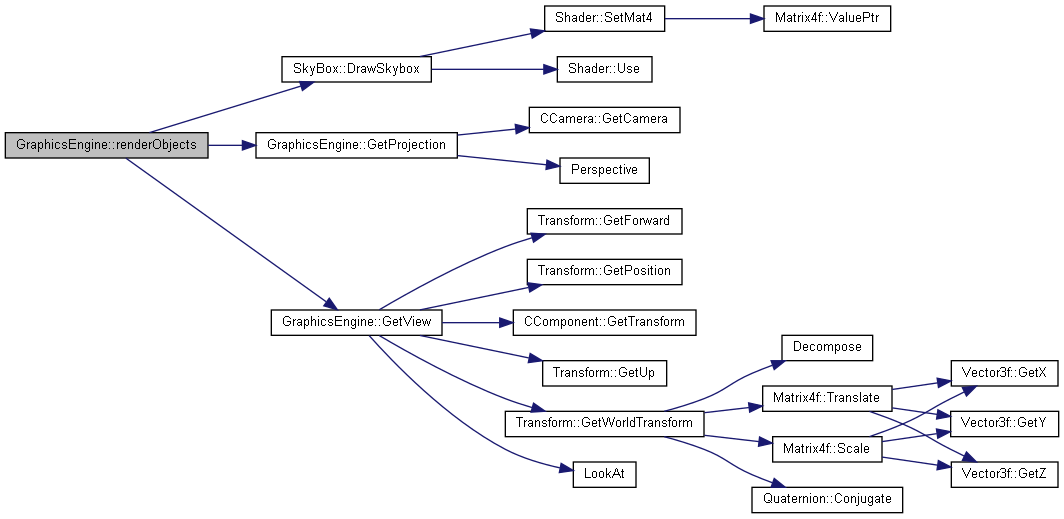 Shader::SetMat4
Matrix4f::ValuePtr
SkyBox::DrawSkybox
Shader::Use
CCamera::GetCamera
GraphicsEngine::renderObjects
GraphicsEngine::GetProjection
Perspective
Transform::GetForward
Transform::GetPosition
GraphicsEngine::GetView
CComponent::GetTransform
Decompose
Transform::GetUp
Vector3f::GetX
Matrix4f::Translate
Transform::GetWorldTransform
Vector3f::GetY
Matrix4f::Scale
LookAt
Vector3f::GetZ
Quaternion::Conjugate